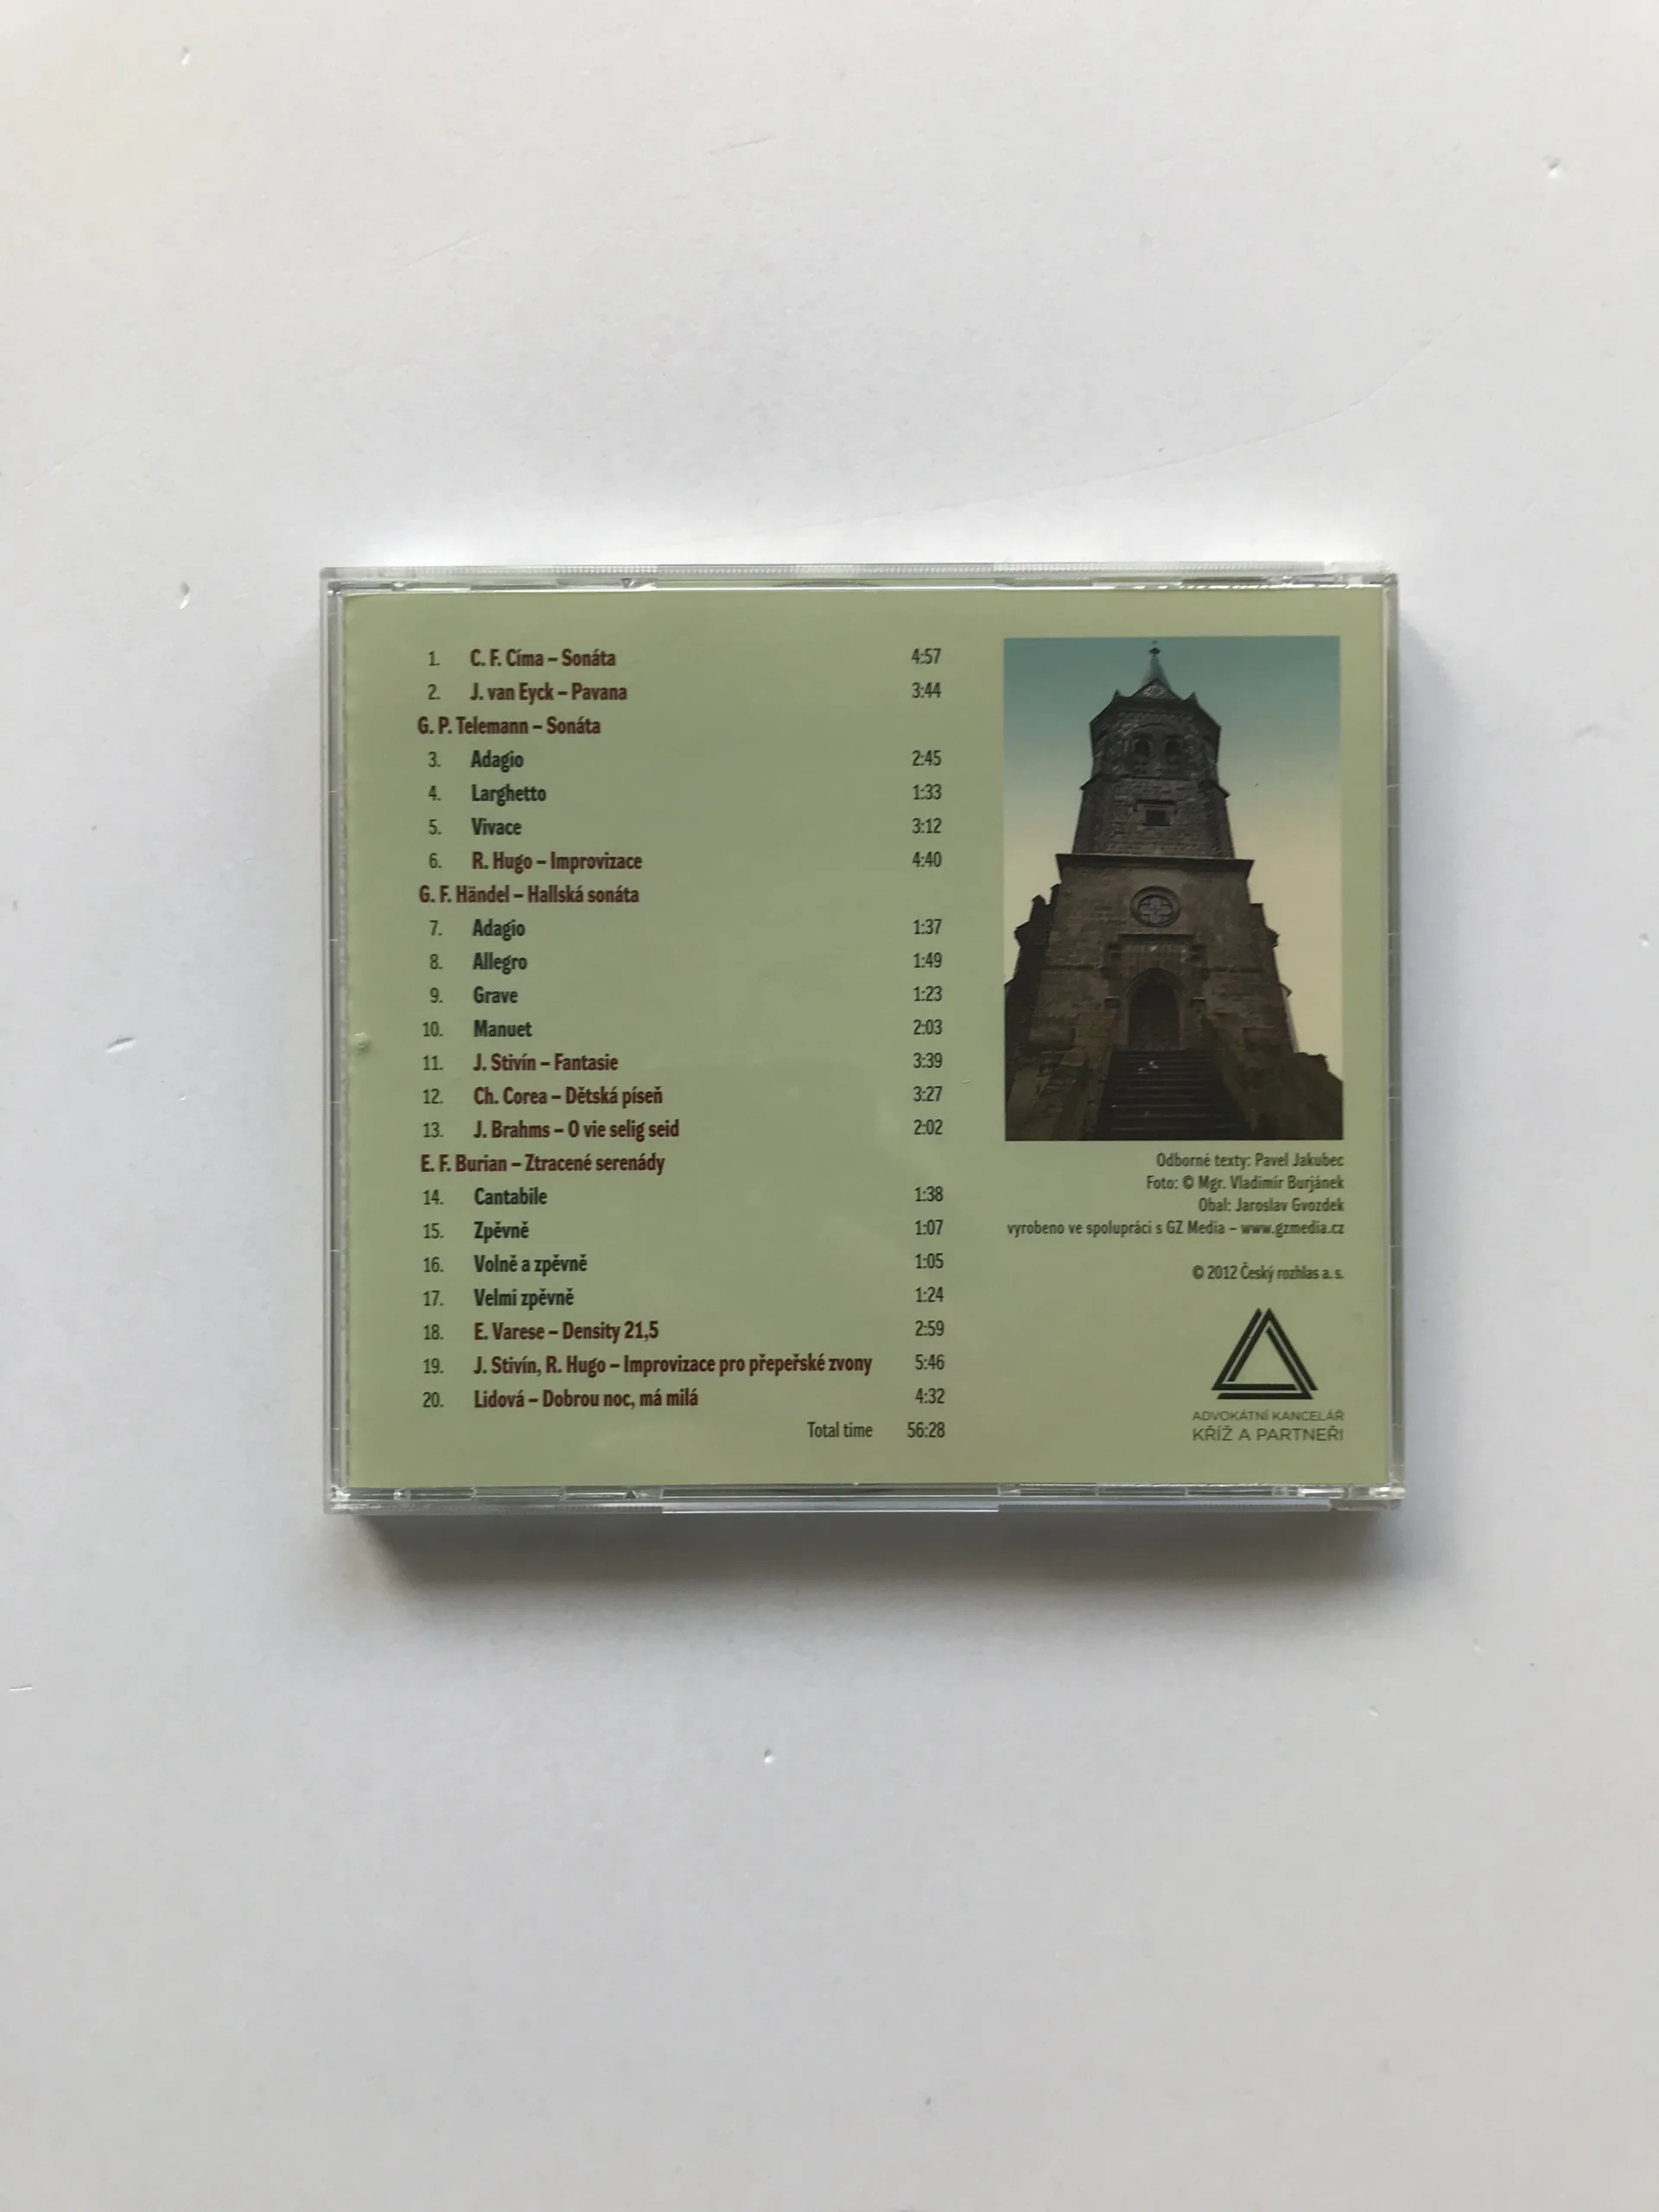 1. C. F. Címa – Sonáta 4:57
2. J. van Eyck – Pavana 3:44
G. P. Telemann – Sonáta
3. Adagio 2:45
4. Larghetto 1:33
5. Vivace 3:12
6. R. Hugo – Improvizace 4:40
G. F. Händel – Hallská sonáta
7. Adagio 1:37
8. Allegro 1:49
9. Grave 1:23
10. Manuet 2:03
11. J. Stivín – Fantasie 3:39
12. Ch. Corea – Dětská píseň 3:27
13. J. Brahms – O vie selig seid 2:02
E. F. Burian – Ztracené serenády
14. Cantabile 1:38
15. Zpěvně 1:07
16. Volně a zpěvně 1:05
17. Velmi zpěvně 1:24
18. E. Varese – Density 21,5 2:59
19. J. Stivín, R. Hugo – Improvizace pro přepeřské zvony 5:46
20. Lidová – Dobrou noc, má milá 4:32
Total time 56:28
Odborné texty: Pavel Jakubec
Foto: © Mgr. Vladimír Burjánek
Obal: Jaroslav Gvozdek
vyrobeno ve spolupráci s GZ Media – www.gzmedia.cz
© 2012 Český rozhlas a. s.
ADVOKÁTNÍ KANCELÁŘ
KŘÍŽ A PARTNEŘI